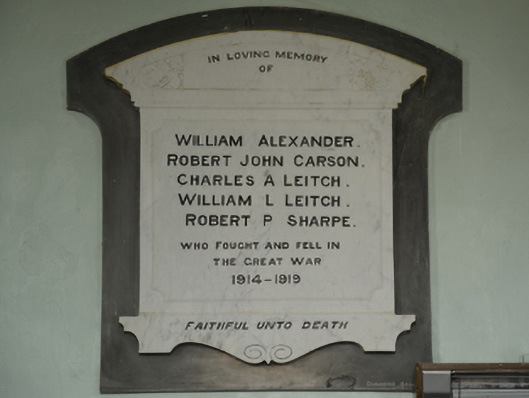 IN LOVING MEMORY
OF
WILLIAM ALEXANDER.
ROBERT JOHN CARSON.
CHARLES A LEITCH.
WILLIAM L LEITCH.
ROBERT P SHARPE.
WHO FOUGHT AND FELL IN
THE GREAT WAR
1914-1919
FAITHFUL UNTO DEATH